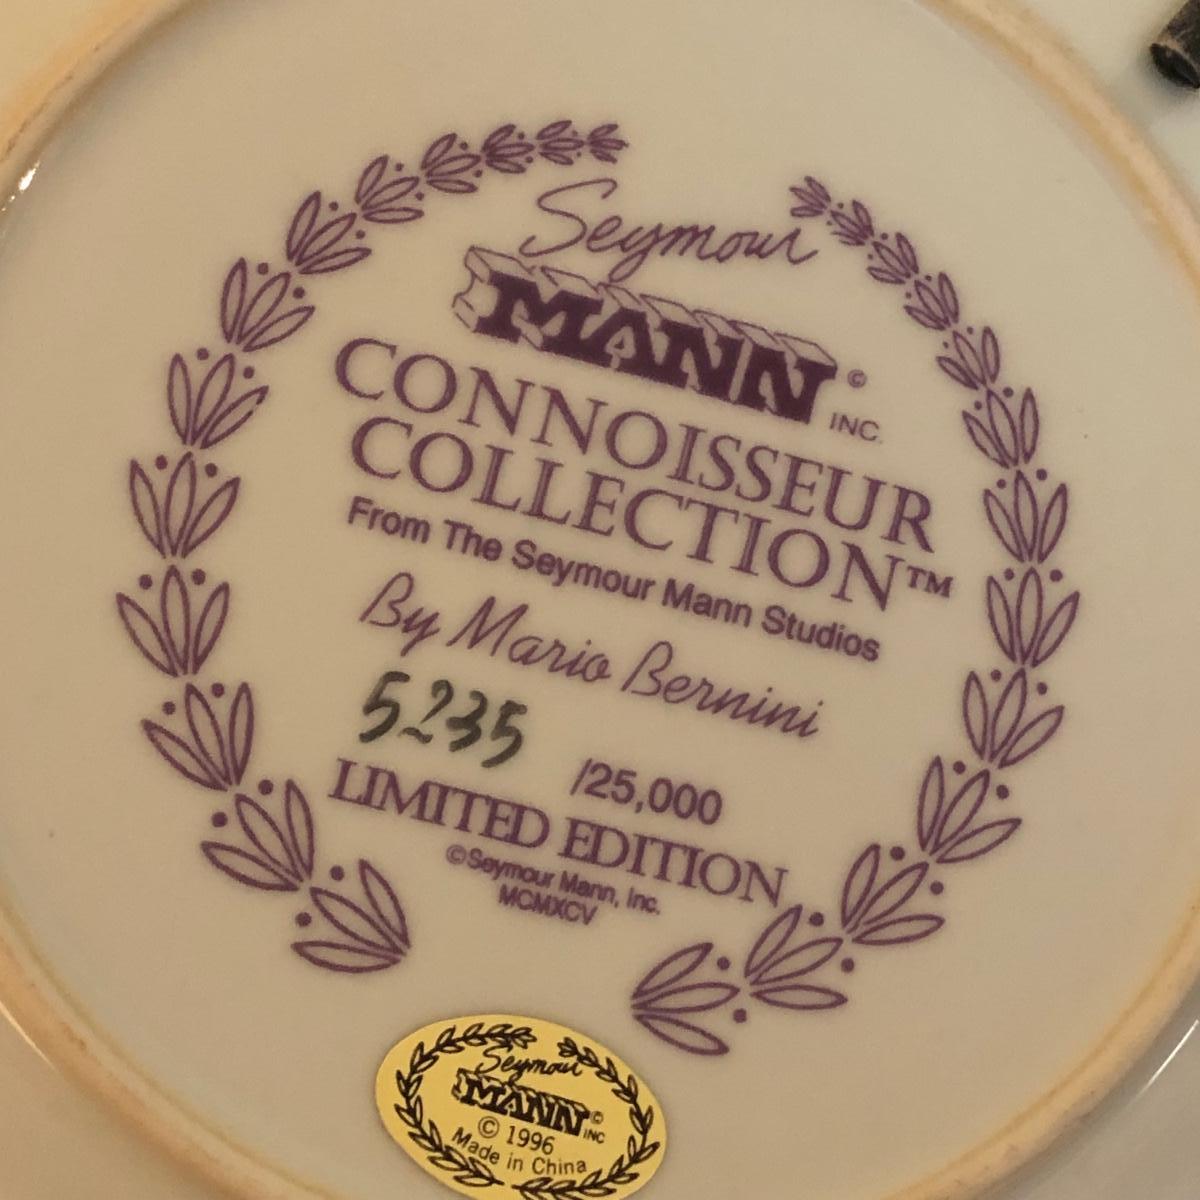 Seymour
MANN ©
INC.
CONNOISSEUR
COLLECTION™
From The Seymour Mann Studios
By Mario Bernini
5235 /25,000
LIMITED EDITION
©Seymour Mann, Inc.
MCMXCV
Seymour
MANN ©
INC
© 1996
Made in China